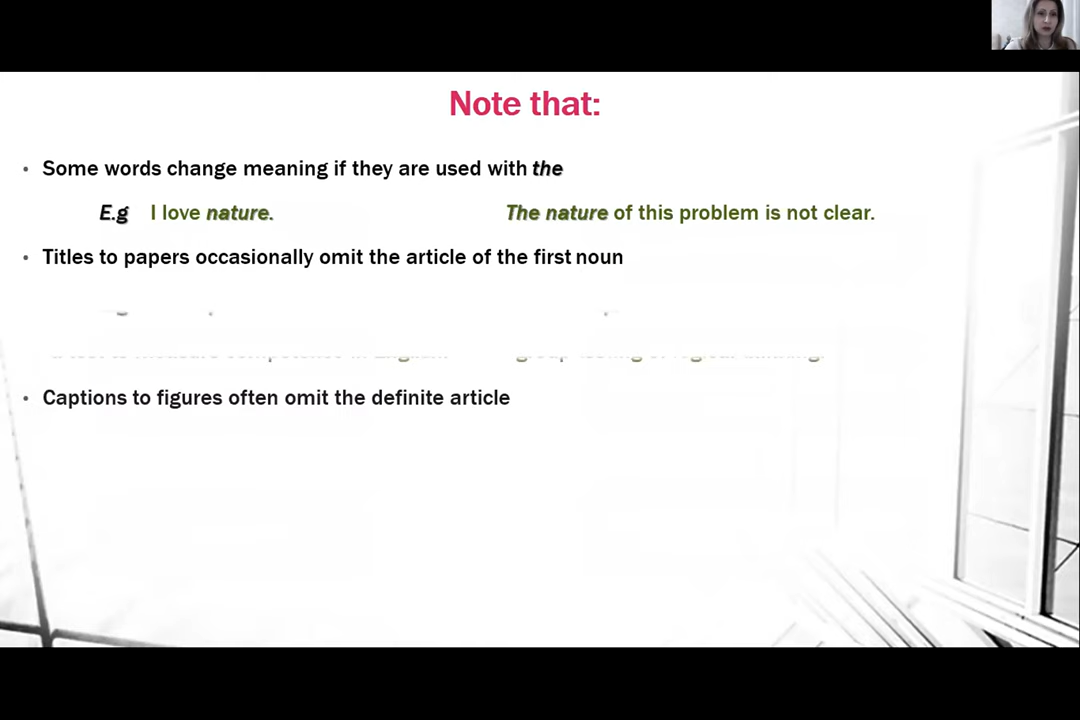 Note that:
Some words change meaning if they are used with the
E.g I love nature. The nature of this problem is not clear.
Titles to papers occasionally omit the article of the first noun
Captions to figures often omit the definite article